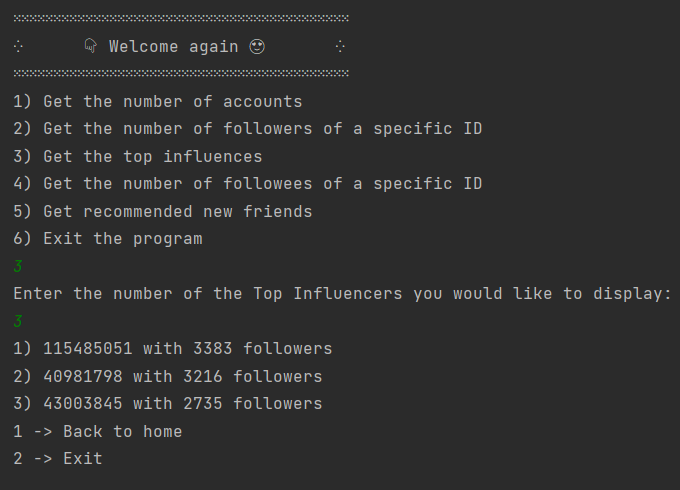 Welcome again
1) Get the number of accounts
2) Get the number of followers of a specific ID
3) Get the top influences
4) Get the number of followees of a specific ID
5) Get recommended new friends
6) Exit the program
3
Enter the number of the Top Influencers you would like to display:
3
1) 115485051 with 3383 followers
2) 40981798 with 3216 followers
3) 43003845 with 2735 followers
1 -> Back to home
2 -> Exit